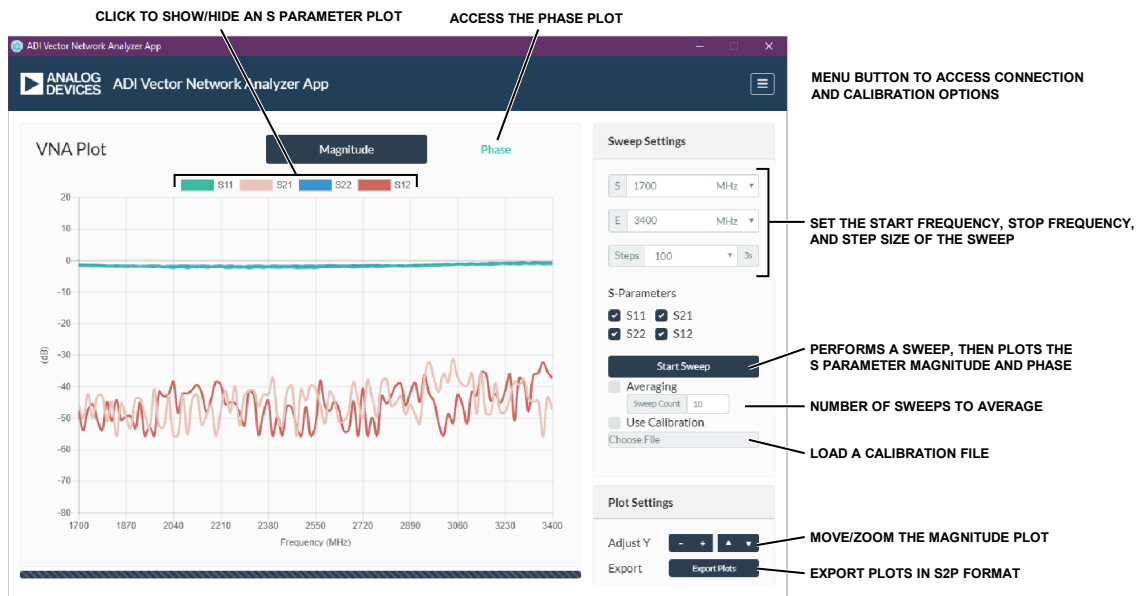 CLICK TO SHOW/HIDE AN S PARAMETER PLOT
ACCESS THE PHASE PLOT
ADI Vector Network Analyzer App
ANALOG
DEVICES
ADI Vector Network Analyzer App
MENU BUTTON TO ACCESS CONNECTION
AND CALIBRATION OPTIONS
VNA Plot
Magnitude
Phase
S11 S21 S22 S12
20
10
0
-10
-20
-30
-40
-50
-60
-70
-80
(dB)
1700 1870 2040 2210 2380 2550 2720 2890 3060 3230 3400
Frequency (MHz)
Sweep Settings
S 1700 MHz
E 3400 MHz
Steps 100 3s
SET THE START FREQUENCY, STOP FREQUENCY,
AND STEP SIZE OF THE SWEEP
S-Parameters
S11 S21
S22 S12
Start Sweep
PERFORMS A SWEEP, THEN PLOTS THE
S PARAMETER MAGNITUDE AND PHASE
Averaging
Sweep Count 10
NUMBER OF SWEEPS TO AVERAGE
Use Calibration
Choose File
LOAD A CALIBRATION FILE
Plot Settings
Adjust Y - +
MOVE/ZOOM THE MAGNITUDE PLOT
Export Export Plots
EXPORT PLOTS IN S2P FORMAT